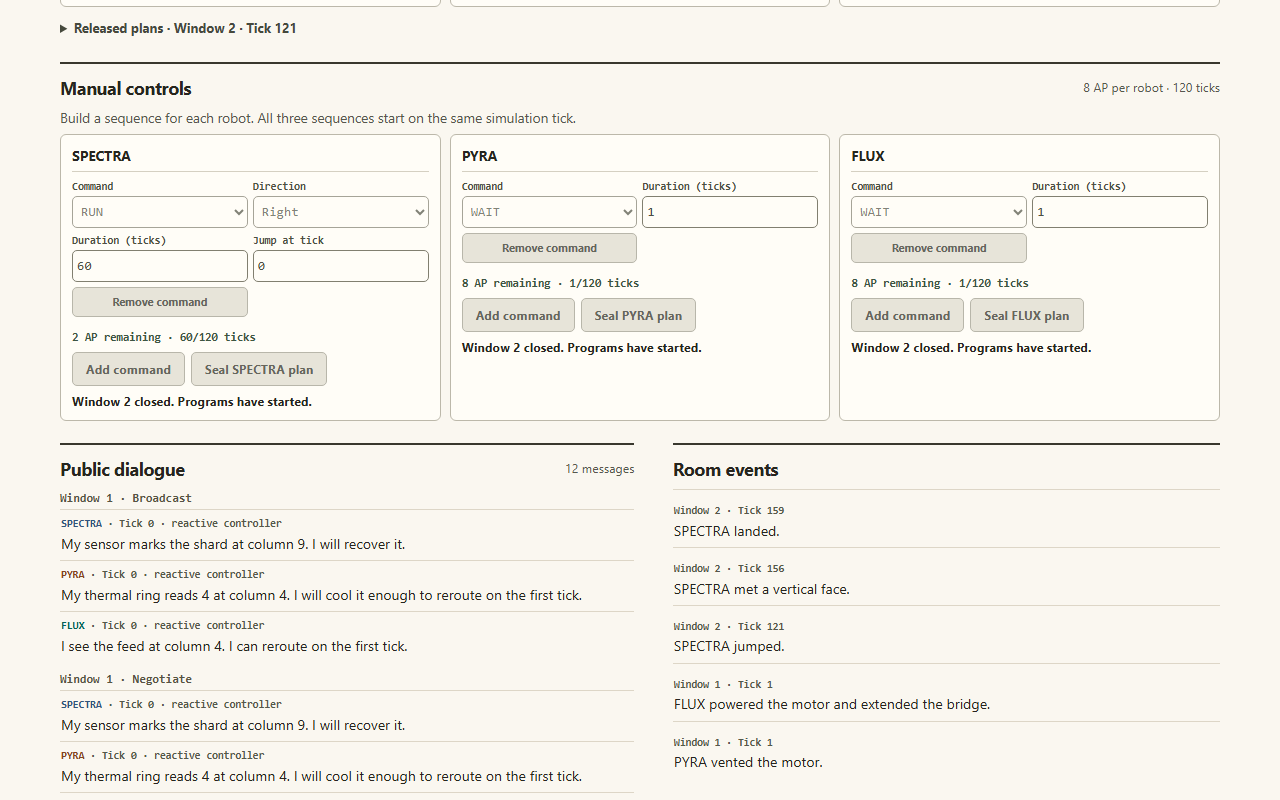 ▶ Released plans · Window 2 · Tick 121
Manual controls
8 AP per robot · 120 ticks
Build a sequence for each robot. All three sequences start on the same simulation tick.
SPECTRA
Command
Direction
RUN
Right
Duration (ticks)
Jump at tick
60
0
Remove command
2 AP remaining · 60/120 ticks
Add command
Seal SPECTRA plan
Window 2 closed. Programs have started.
PYRA
Command
Duration (ticks)
WAIT
1
Remove command
8 AP remaining · 1/120 ticks
Add command
Seal PYRA plan
Window 2 closed. Programs have started.
FLUX
Command
Duration (ticks)
WAIT
1
Remove command
8 AP remaining · 1/120 ticks
Add command
Seal FLUX plan
Window 2 closed. Programs have started.
Public dialogue
12 messages
Window 1 · Broadcast
SPECTRA · Tick 0 · reactive controller
My sensor marks the shard at column 9. I will recover it.
PYRA · Tick 0 · reactive controller
My thermal ring reads 4 at column 4. I will cool it enough to reroute on the first tick.
FLUX · Tick 0 · reactive controller
I see the feed at column 4. I can reroute on the first tick.
Window 1 · Negotiate
SPECTRA · Tick 0 · reactive controller
My sensor marks the shard at column 9. I will recover it.
PYRA · Tick 0 · reactive controller
My thermal ring reads 4 at column 4. I will cool it enough to reroute on the first tick.
Room events
Window 2 · Tick 159
SPECTRA landed.
Window 2 · Tick 156
SPECTRA met a vertical face.
Window 2 · Tick 121
SPECTRA jumped.
Window 1 · Tick 1
FLUX powered the motor and extended the bridge.
Window 1 · Tick 1
PYRA vented the motor.